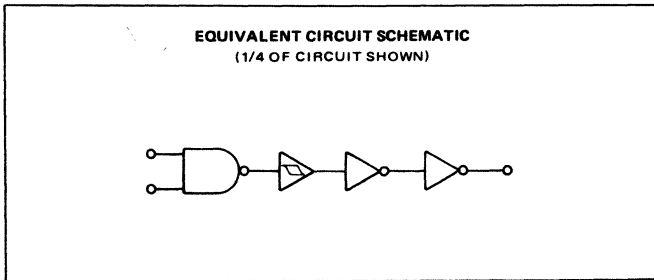 EQUIVALENT CIRCUIT SCHEMATIC
(1/4 OF CIRCUIT SHOWN)